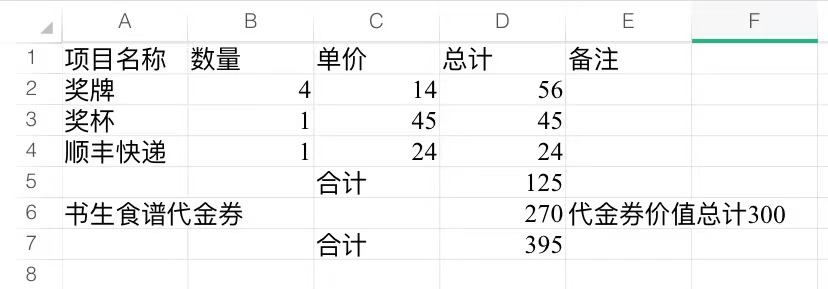 A B C D E F
1 项目名称 数量 单价 总计 备注
2 奖牌 4 14 56
3 奖杯 1 45 45
4 顺丰快递 1 24 24
5 合计 125
6 书生食谱代金券 270 代金券价值总计300
7 合计 395
8